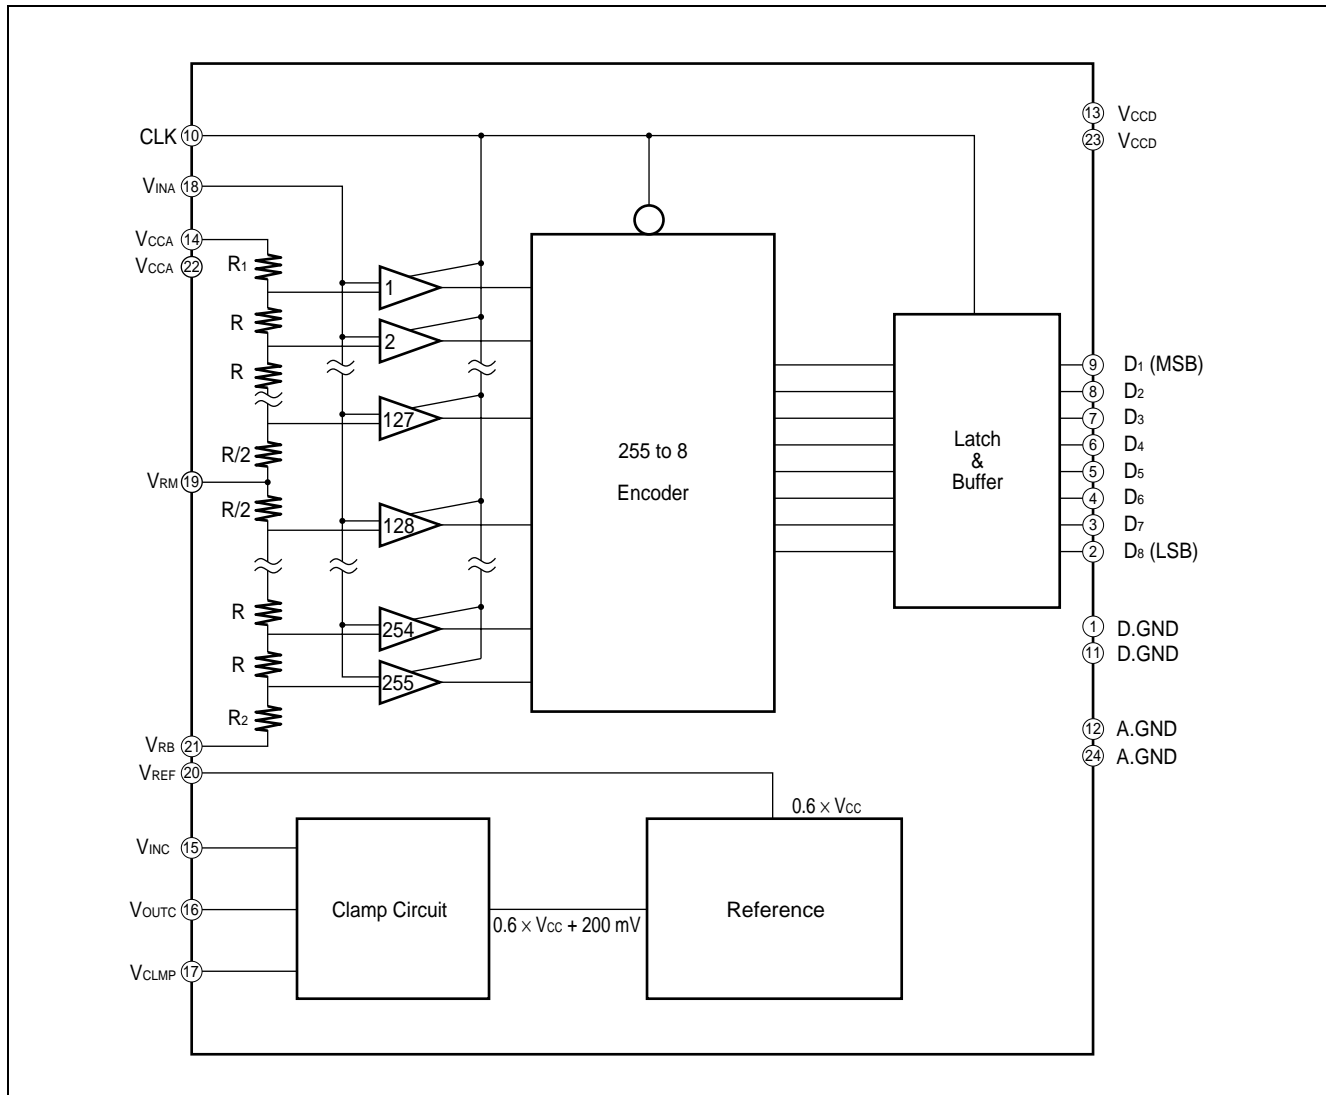 CLK 10
VINA 18
VCCA 14
VCCA 22
R1
R
R
R/2
VRM 19
R/2
R
R
R2
VRB 21
VREF 20
VINC 15
VOUTC 16
VCLMP 17
1
2
127
128
254
255
255 to 8
Encoder
Latch
&
Buffer
13 VCCD
23 VCCD
9 D1 (MSB)
8 D2
7 D3
6 D4
5 D5
4 D6
3 D7
2 D8 (LSB)
1 D.GND
11 D.GND
12 A.GND
24 A.GND
0.6 × VCC
Clamp Circuit
0.6 × VCC + 200 mV
Reference